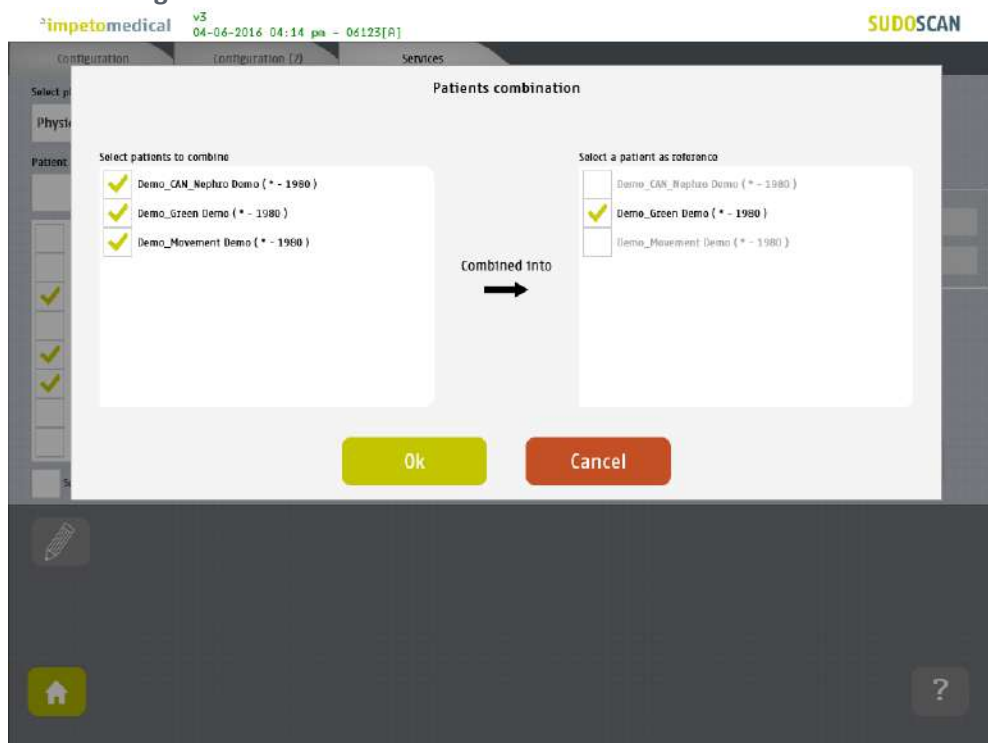 impetomedical
v3
04-06-2016 04:14 pm - 06123[A]
SUDOSCAN
Configuration
Configuration (2)
Services
Patients combination
Select
Patient
Select patients to combine
Demo_CAN_Nephro Demo ( * - 1980 )
Demo_Green Demo ( * - 1980 )
Demo_Movement Demo ( * - 1980 )
Combined into
Select a patient as reference
Demo_CAN_Nephro Demo ( * - 1980 )
Demo_Green Demo ( * - 1980 )
Demo_Movement Demo ( * - 1980 )
Ok
Cancel
?